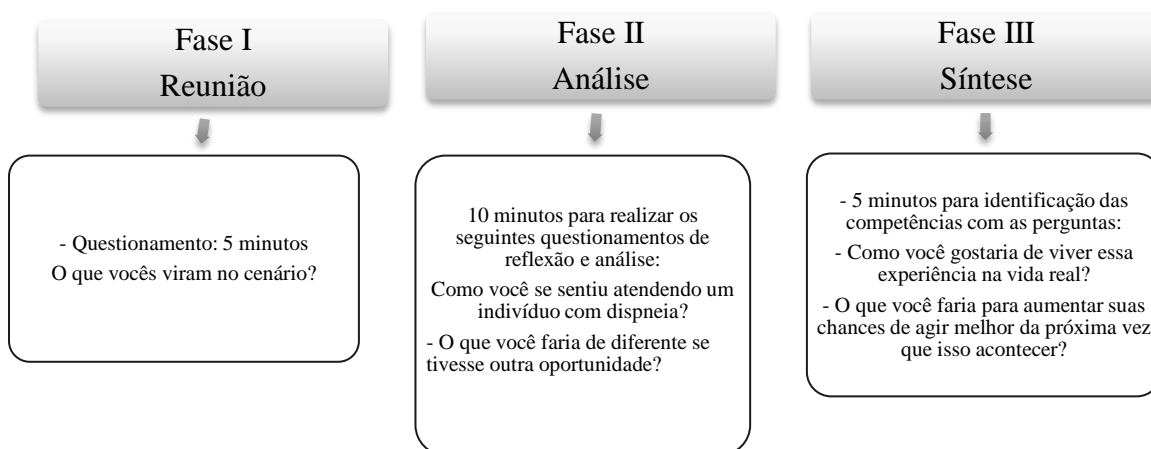 Fase I
Reunião
- Questionamento: 5 minutos
O que vocês viram no cenário?
Fase II
Análise
10 minutos para realizar os
seguintes questionamentos de
reflexão e análise:
Como você se sentiu atendendo um
indivíduo com dispneia?
- O que você faria de diferente se
tivesse outra oportunidade?
Fase III
Síntese
- 5 minutos para identificação das
competências com as perguntas:
- Como você gostaria de viver essa
experiência na vida real?
- O que você faria para aumentar suas
chances de agir melhor da próxima vez
que isso acontecer?